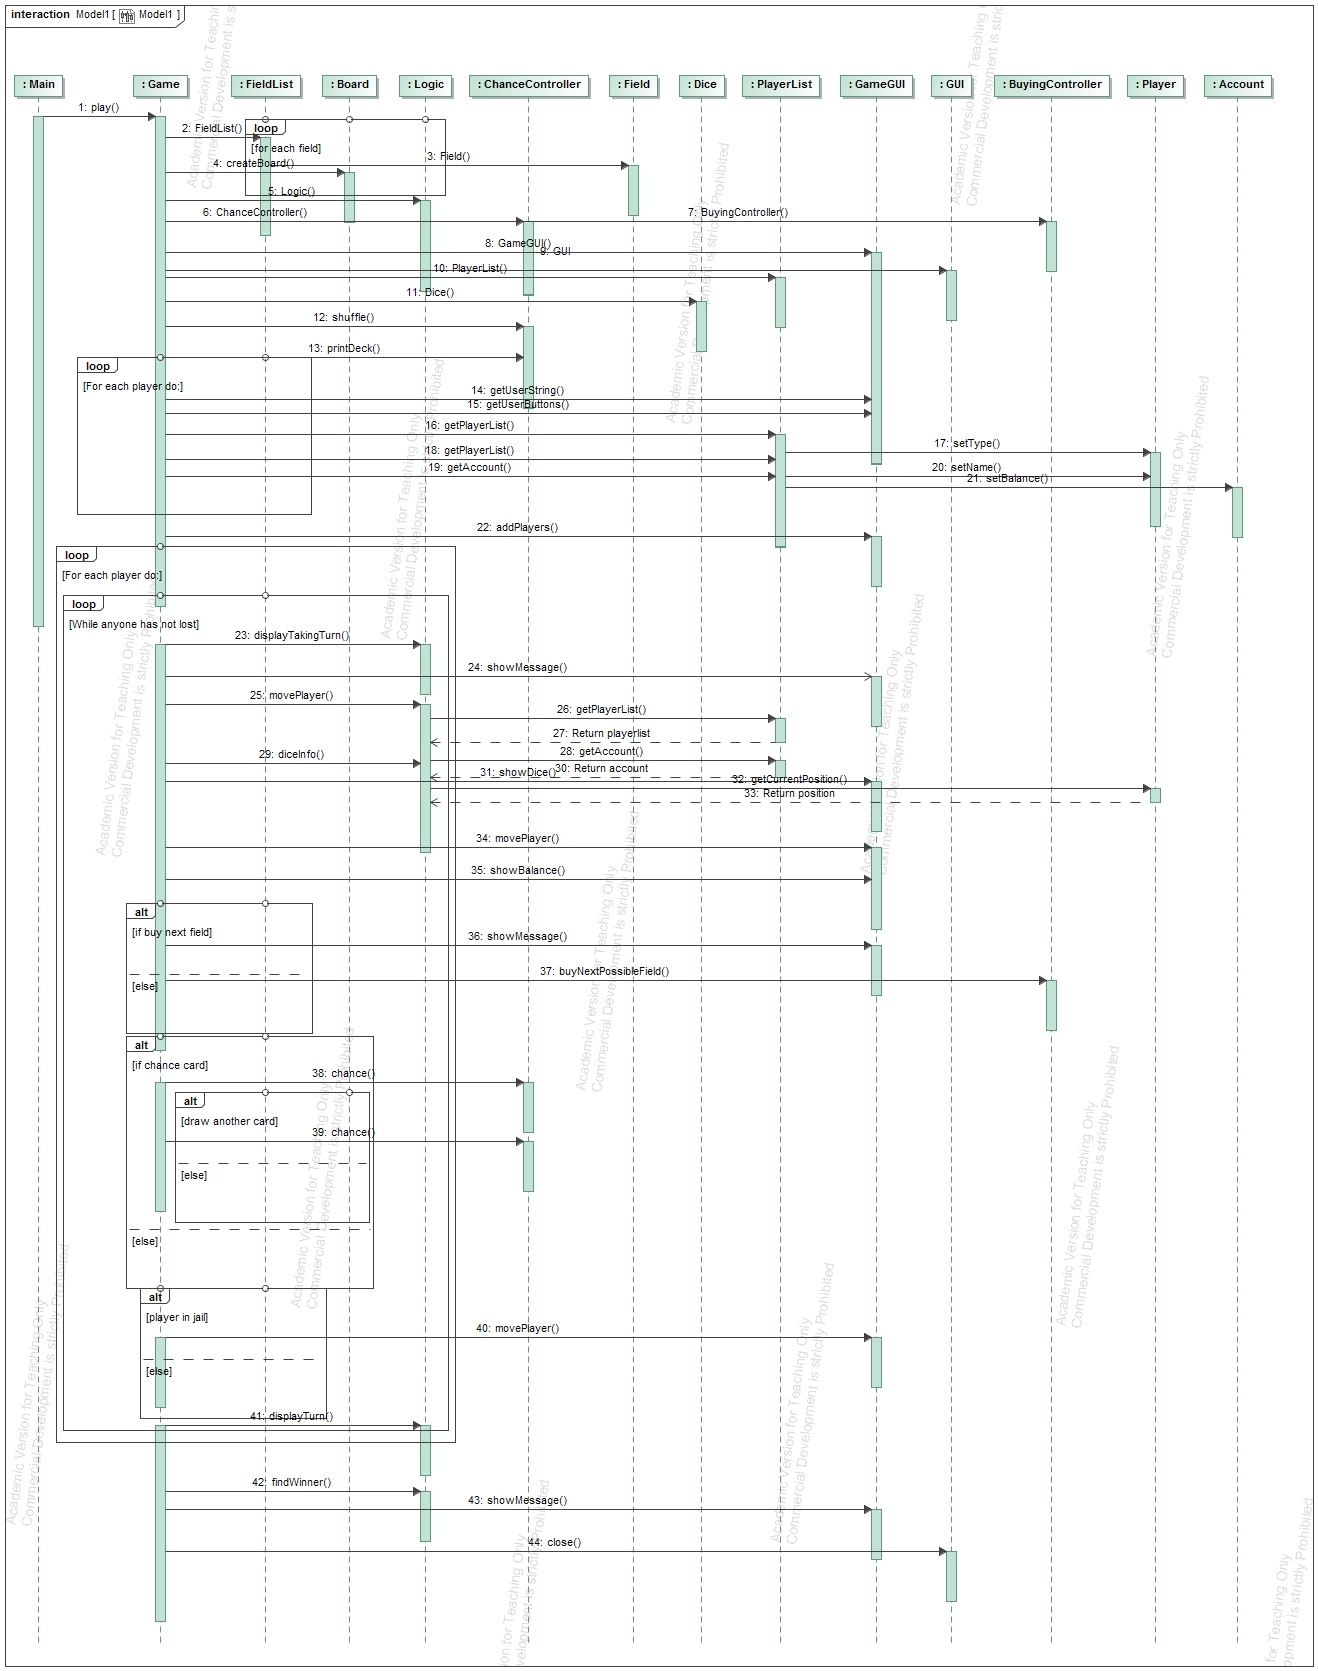 interaction Model1 [ Model1 ]
: Main
: Game
: FieldList
: Board
: Logic
: ChanceController
: Field
: Dice
: PlayerList
: GameGUI
: GUI
: BuyingController
: Player
: Account
1: play()
2: FieldList()
loop
[for each field]
3: Field()
4: createBoard()
5: Logic()
6: ChanceController()
7: BuyingController()
8: GameGUI()
9: GUI
10: PlayerList()
11: Dice()
12: shuffle()
13: printDeck()
loop
[For each player do:]
14: getUserString()
15: getUserButtons()
16: getPlayerList()
17: setType()
18: getPlayerList()
19: getAccount()
20: setName()
21: setBalance()
22: addPlayers()
loop
[For each player do:]
loop
[While anyone has not lost]
23: displayTakingTurn()
24: showMessage()
25: movePlayer()
26: getPlayerList()
27: Return playerlist
28: getAccount()
29: diceInfo()
30: Return account
31: showDice()
32: getCurrentPosition()
33: Return position
34: movePlayer()
35: showBalance()
alt
[if buy next field]
36: showMessage()
37: buyNextPossibleField()
[else]
alt
[if chance card]
38: chance()
alt
[draw another card]
39: chance()
[else]
[else]
alt
[player in jail]
40: movePlayer()
[else]
41: displayTurn()
42: findWinner()
43: showMessage()
44: close()
Academic Version for Teaching Only
Commercial Development is strictly Prohibited